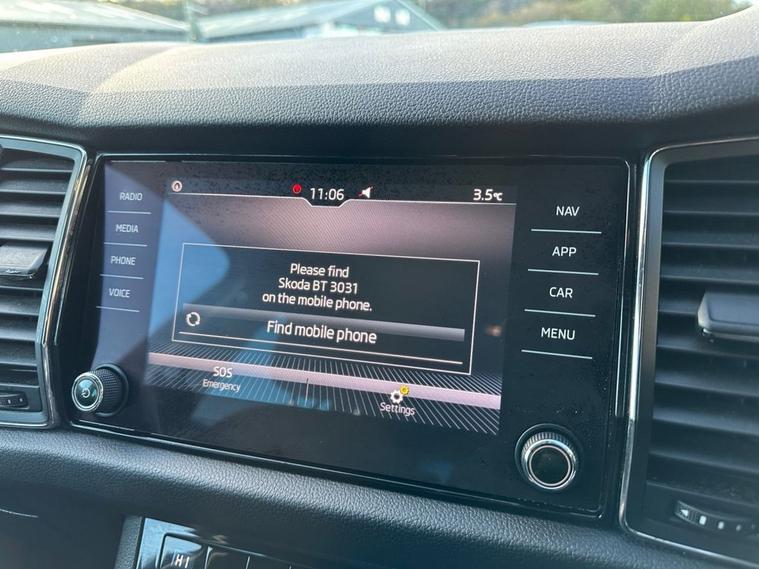 RADIO
MEDIA
PHONE
VOICE
11:06
3.5°C
Please find
Skoda BT 3031
on the mobile phone.
Find mobile phone
SOS
Emergency
Settings
NAV
APP
CAR
MENU
HI